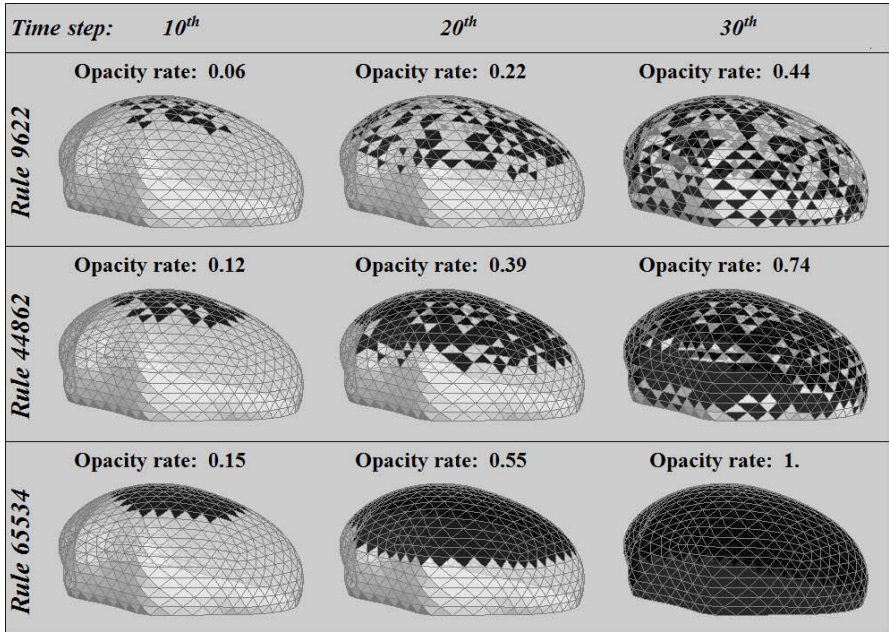 Time step: 10th 20th 30th
Rule 9622
Opacity rate: 0.06 Opacity rate: 0.22 Opacity rate: 0.44
Rule 44862
Opacity rate: 0.12 Opacity rate: 0.39 Opacity rate: 0.74
Rule 65534
Opacity rate: 0.15 Opacity rate: 0.55 Opacity rate: 1.